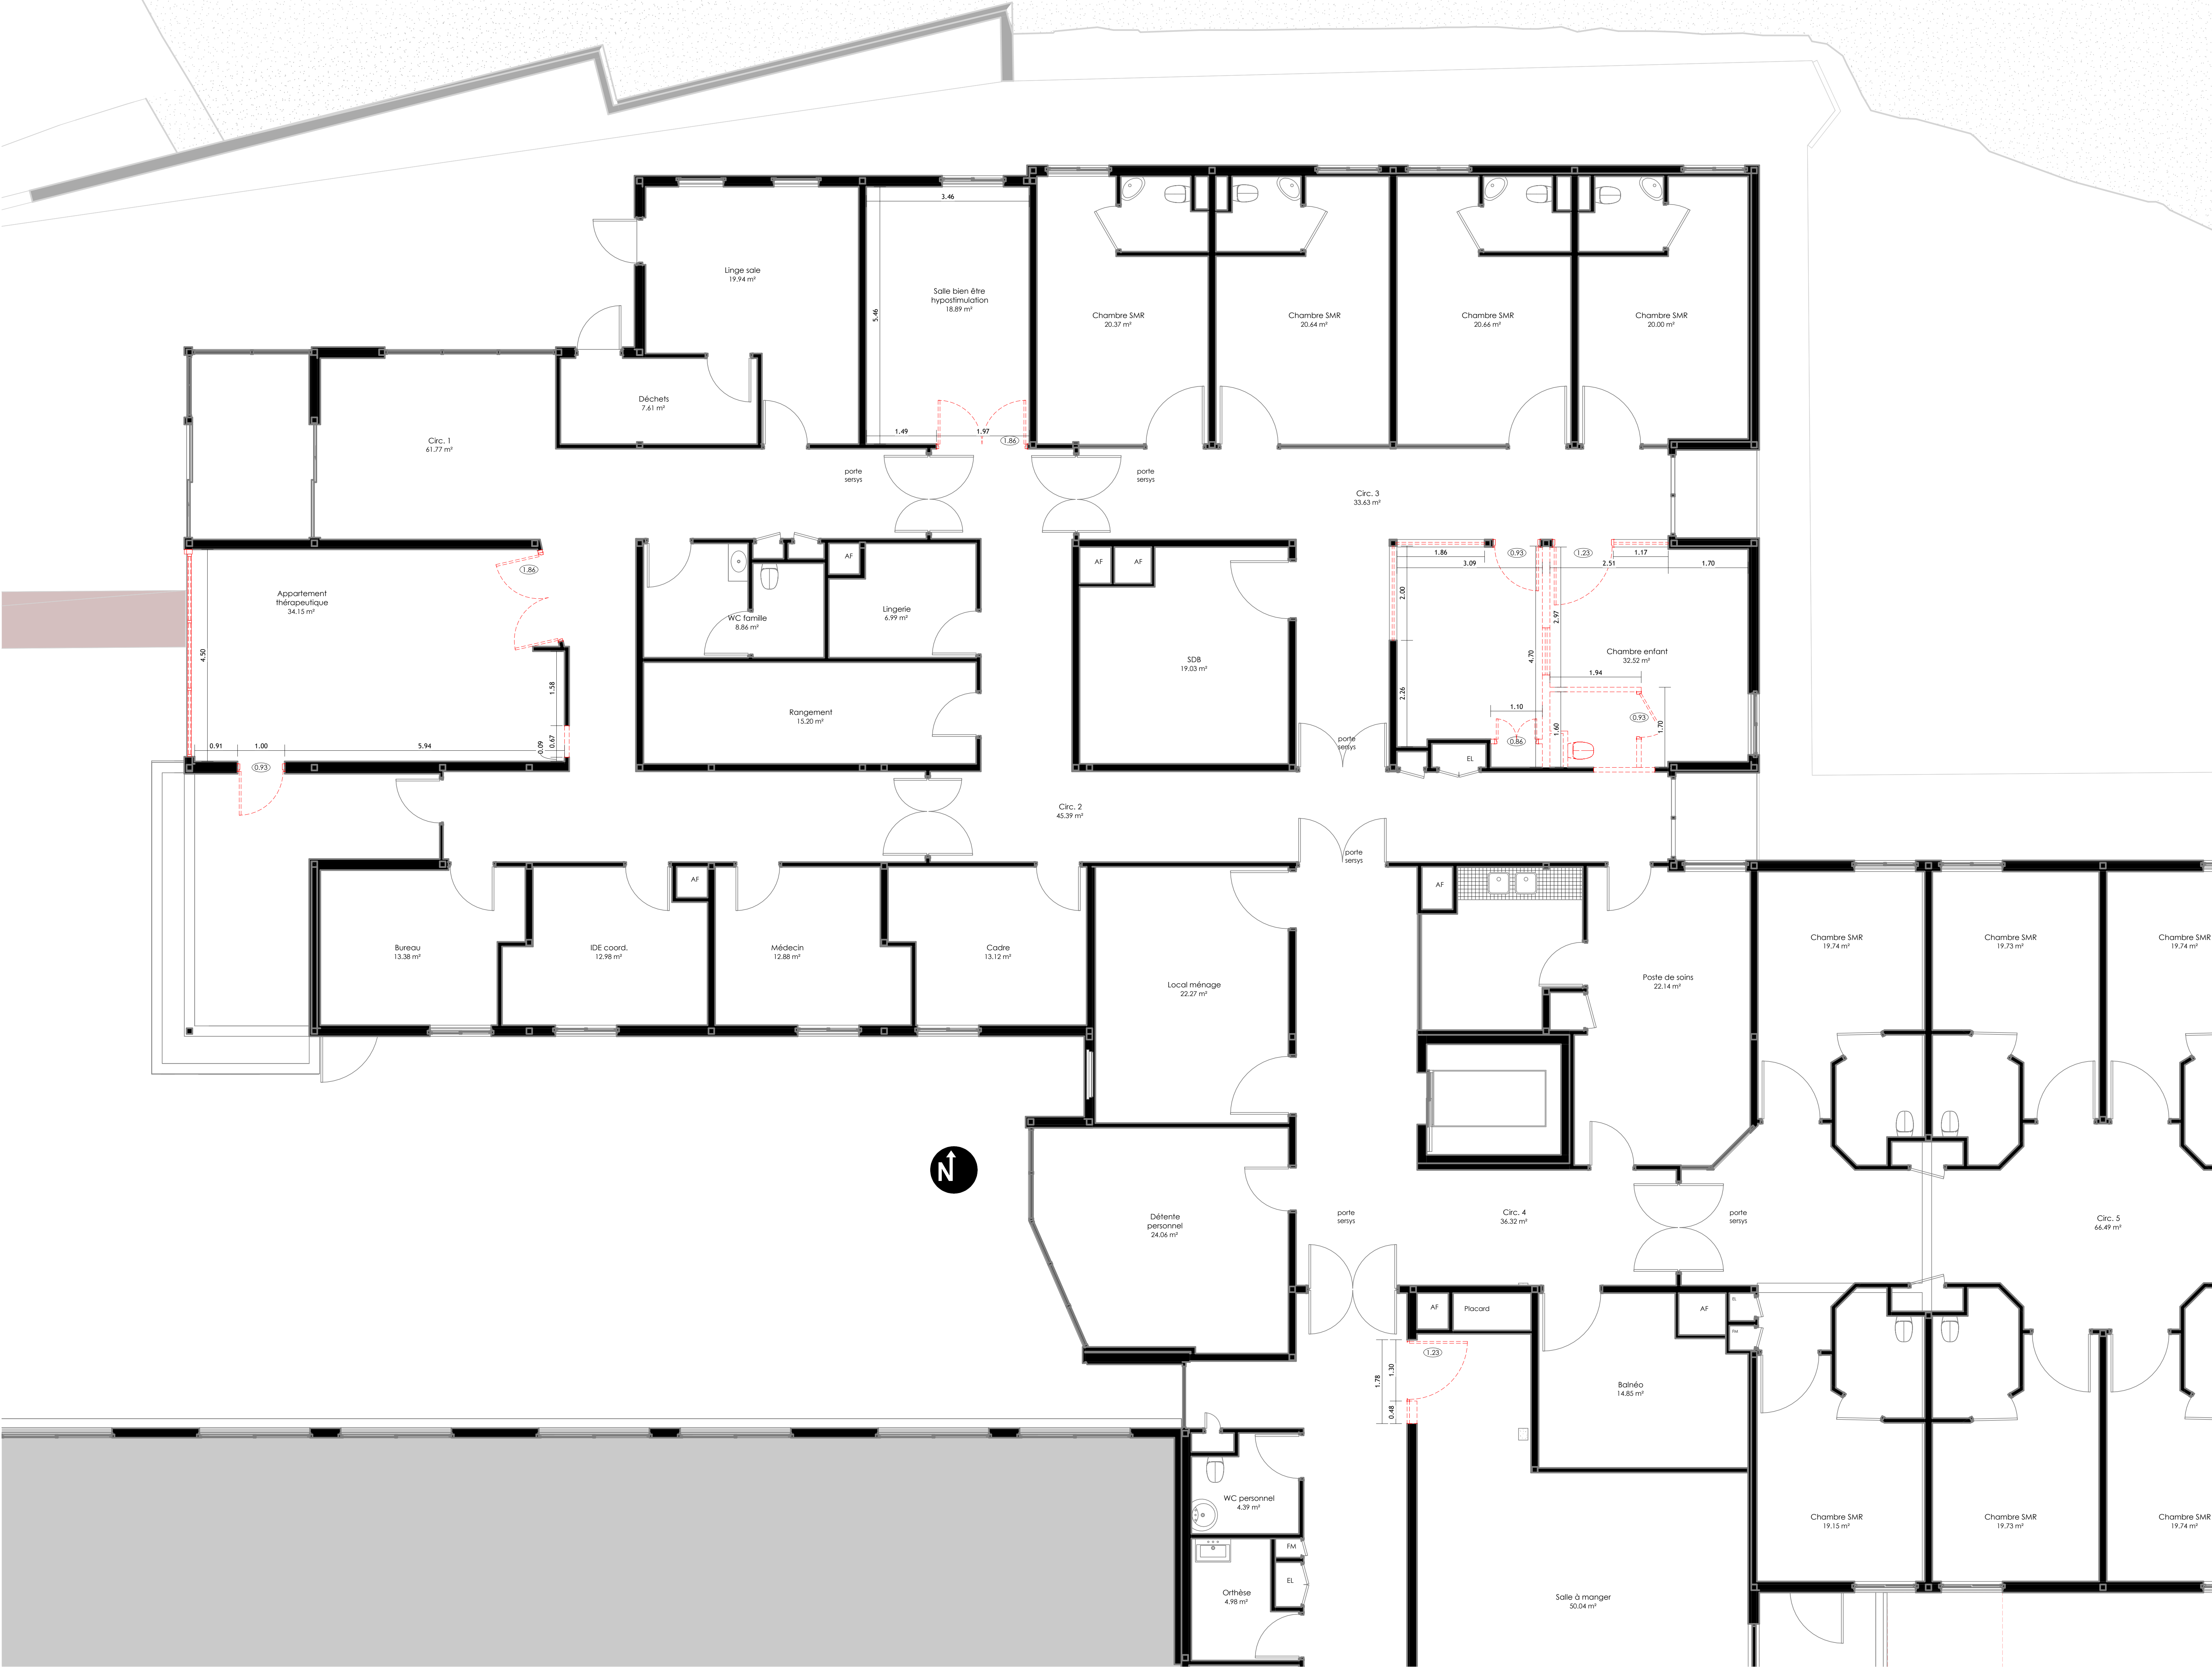 3.46
Linge sale
19.94 m²
Salle bien être
hypostimulation
18.89 m²
5.46
Chambre SMR
20.37 m²
Chambre SMR
20.64 m²
Chambre SMR
20.66 m²
Chambre SMR
20.00 m²
Déchets
7.61 m²
Circ. 1
61.77 m²
1.49
1.97
1.86
porte
sersys
porte
sersys
Circ. 3
33.63 m²
AF
AF
AF
1.86
0.93
1.23
1.17
3.09
2.51
1.70
1.86
Appartement
thérapeutique
34.15 m²
2.00
2.97
Lingerie
6.99 m²
WC famille
8.86 m²
4.50
4.70
Chambre enfant
32.52 m²
SDB
19.03 m²
1.94
1.58
2.26
Rangement
15.20 m²
1.10
0.93
1.60
1.70
0.91
1.00
5.94
0.09
0.67
0.86
porte
sersys
EL
0.93
Circ. 2
45.39 m²
porte
sersys
AF
AF
Bureau
13.38 m²
IDE coord.
12.98 m²
Médecin
12.88 m²
Cadre
13.12 m²
Chambre SMR
19.74 m²
Chambre SMR
19.73 m²
Chambre SMR
19.74 m²
Local ménage
22.27 m²
Poste de soins
22.14 m²
N
Détente
personnel
24.06 m²
porte
sersys
Circ. 4
36.32 m²
porte
sersys
Circ. 5
66.49 m²
AF
Placard
AF
EL
FM
1.23
1.78
1.30
0.48
Balnéo
14.85 m²
WC personnel
4.39 m²
Chambre SMR
19.15 m²
Chambre SMR
19.73 m²
Chambre SMR
19.74 m²
FM
EL
Orthèse
4.98 m²
Salle à manger
50.04 m²